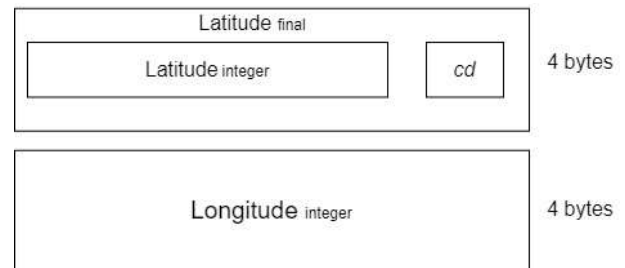 Latitude final
Latitude integer
cd
4 bytes
Longitude integer
4 bytes